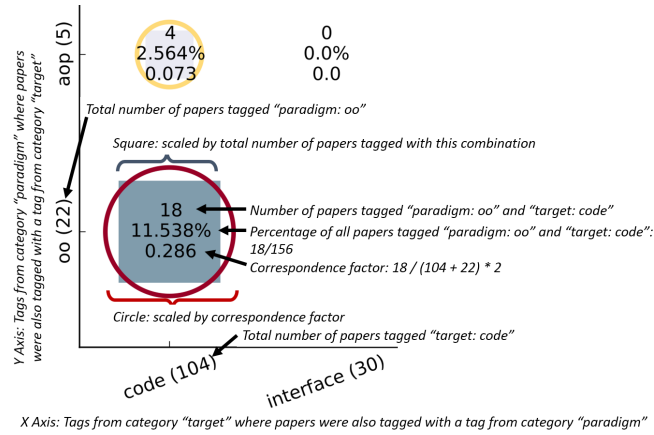 4
2.564%
0.073
0
0.0%
0.0
aop (5)
Y Axis: Tags from category "paradigm" where papers
were also tagged with a tag from category "target"
Total number of papers tagged "paradigm: oo"
Square: scaled by total number of papers tagged with this combination
oo (22)
18
11.538%
0.286
Number of papers tagged "paradigm: oo" and "target: code"
Percentage of all papers tagged "paradigm: oo" and "target: code":
18/156
Correspondence factor: 18 / (104 + 22) * 2
Circle: scaled by correspondence factor
Total number of papers tagged "target: code"
code (104)
interface (30)
X Axis: Tags from category "target" where papers were also tagged with a tag from category "paradigm"